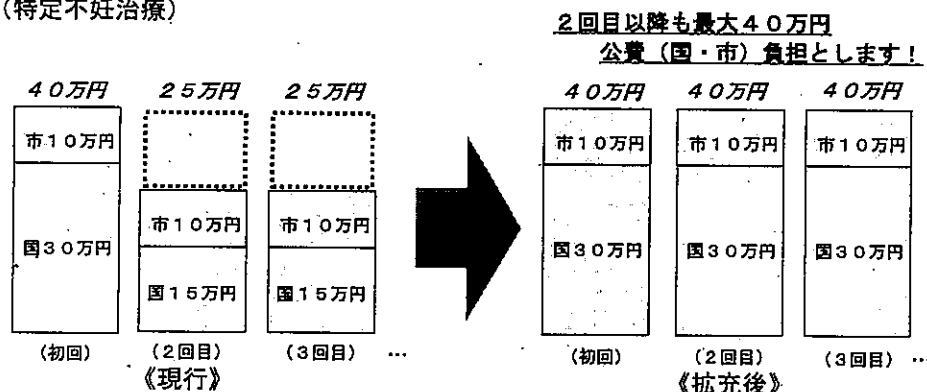 （特定不妊治療）
２回目以降も最大４０万円
公費（国・市）負担とします！
４０万円 ２５万円 ２５万円
市１０万円
市１０万円 市１０万円
国３０万円
国１５万円 国１５万円
（初回） （２回目） （３回目） …
《現行》
４０万円 ４０万円 ４０万円
市１０万円 市１０万円 市１０万円
国３０万円 国３０万円 国３０万円
（初回） （２回目） （３回目） …
《拡充後》